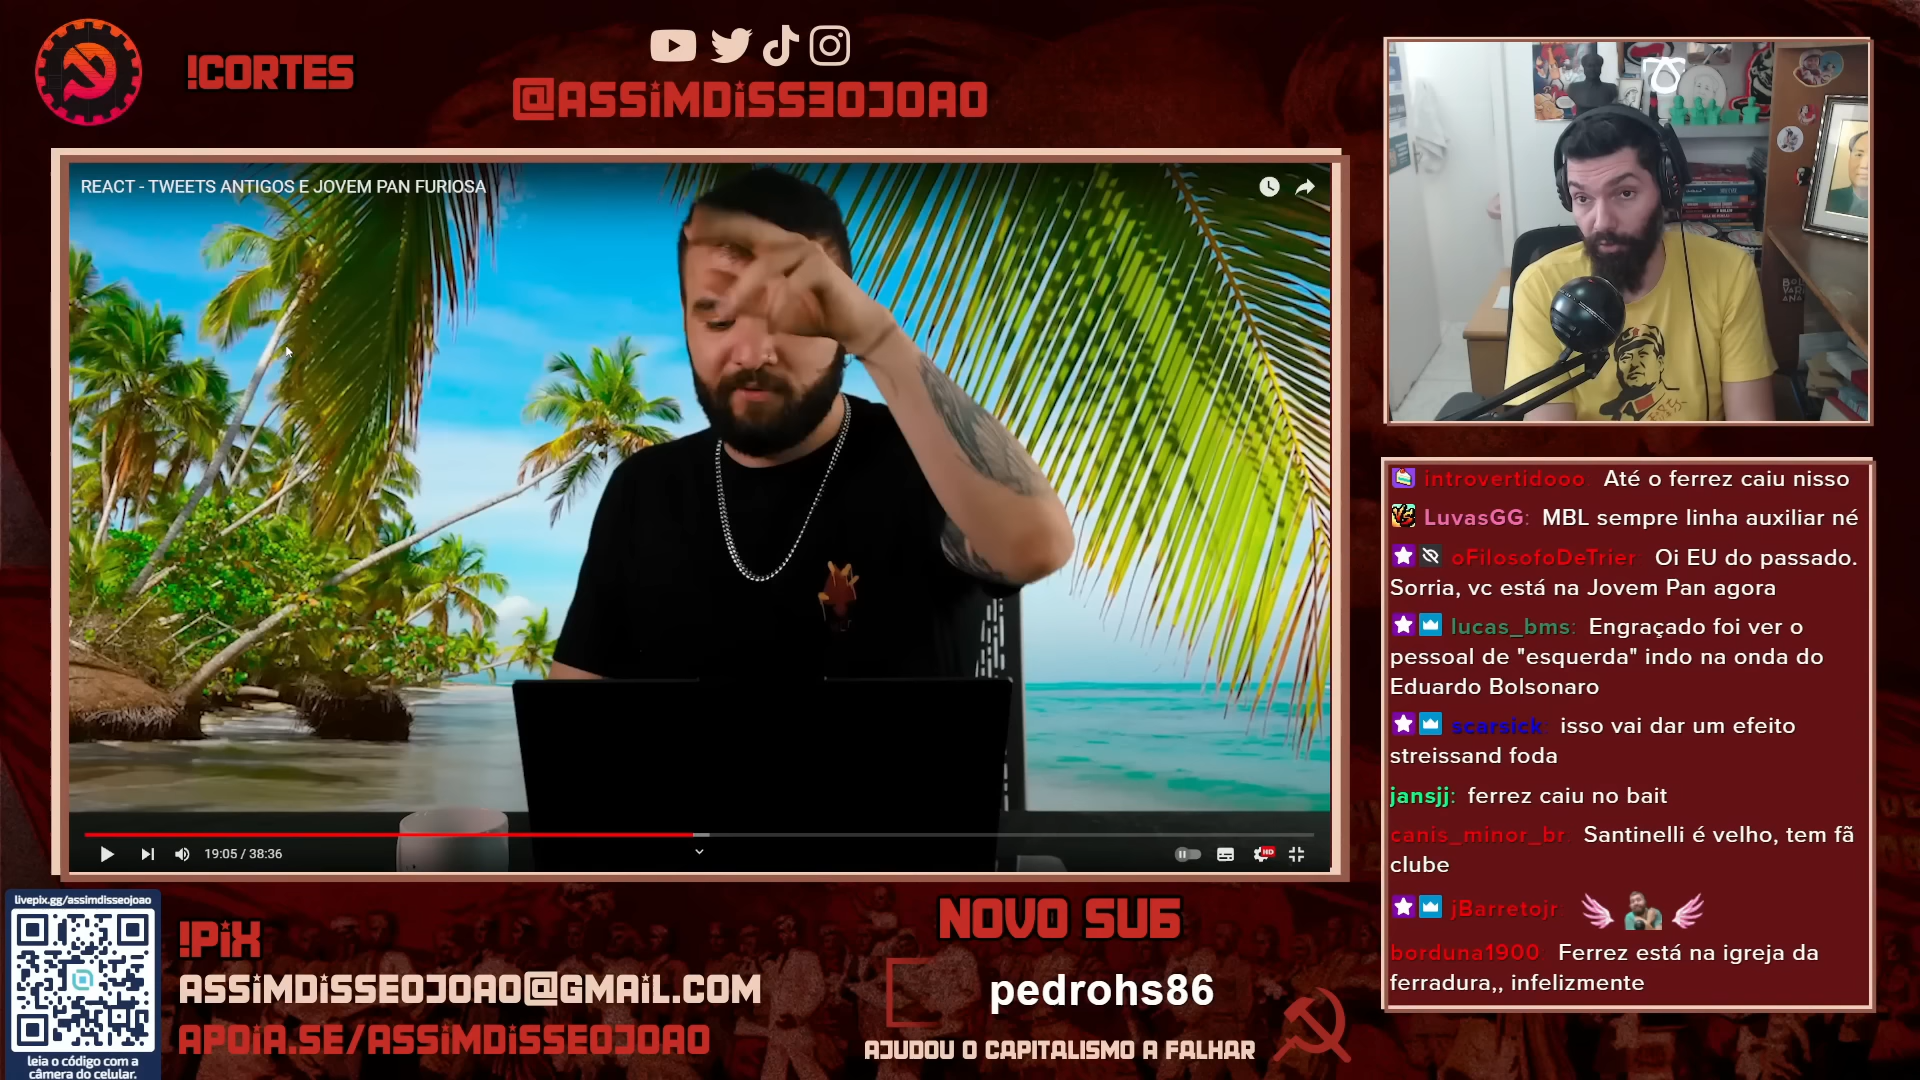 !CORTES
@ASSIMDISSEOJOAO
REACT - TWEETS ANTIGOS E JOVEM PAN FURIOSA
19:05 / 38:36
HD
introvertidooo: Até o ferrez caiu nisso
LuvasGG: MBL sempre linha auxiliar né
oFilosofoDeTrier: Oi EU do passado.
Sorria, vc está na Jovem Pan agora
lucas_bms: Engraçado foi ver o
pessoal de "esquerda" indo na onda do
Eduardo Bolsonaro
scarsick: isso vai dar um efeito
streissand foda
jansjj: ferrez caiu no bait
canis_minor_br: Santinelli é velho, tem fã
clube
jBarretojr:
borduna1900: Ferrez está na igreja da
ferradura,, infelizmente
livepix.gg/assimdisseojoao
leia o código com a
câmera do celular.
!PIX
ASSIMDISSEOJOAO@GMAIL.COM
APOIA.SE/ASSIMDISSEOJOAO
NOVO SUB
pedrohs86
AJUDOU O CAPITALISMO A FALHAR